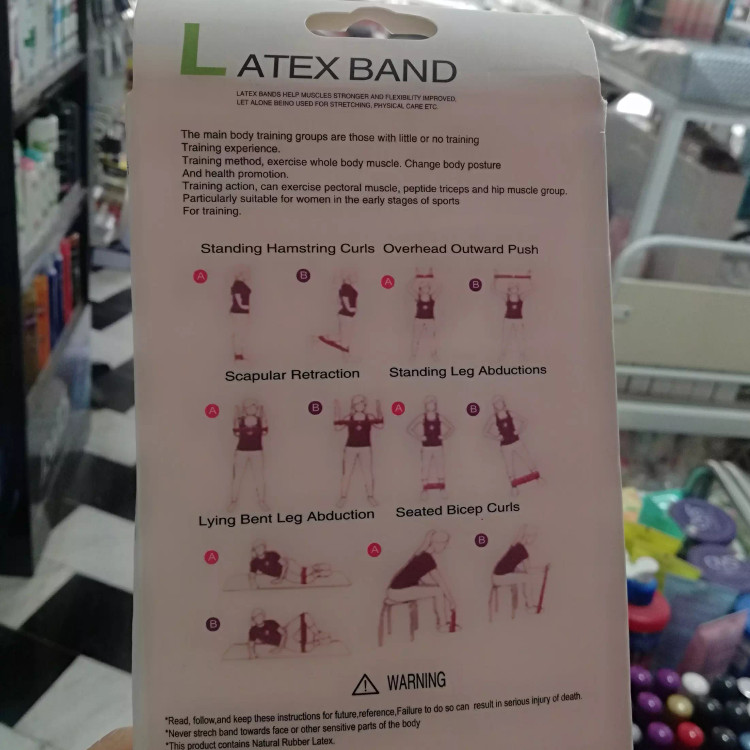 LATEX BAND
LATEX BANDS HELP MUSCLES STRONGER AND FLEXIBILITY IMPROVED,
LET ALONE BEINO USED FOR STRETCHING, PHYSICAL CARE ETC
The main body training groups are those with little or no training
Training experience.
Training method, exercise whole body muscle. Change body posture
And health promotion.
Training action, can exercise pectoral muscle, peptide triceps and hip muscle group.
Particularly suitable for women in the early stages of sports
For training.
Standing Hamstring Curls Overhead Outward Push
A B A B
Scapular Retraction Standing Leg Abductions
A B A B
Lying Bent Leg Abduction Seated Bicep Curls
A A B
B
WARNING
*Read, follow,and keep these instructions for future,reference,Failure to do so can result in serious injury of death.
*Never strech band towards face or other sensitive parts of the body
*This product contains Natural Rubber Latex.